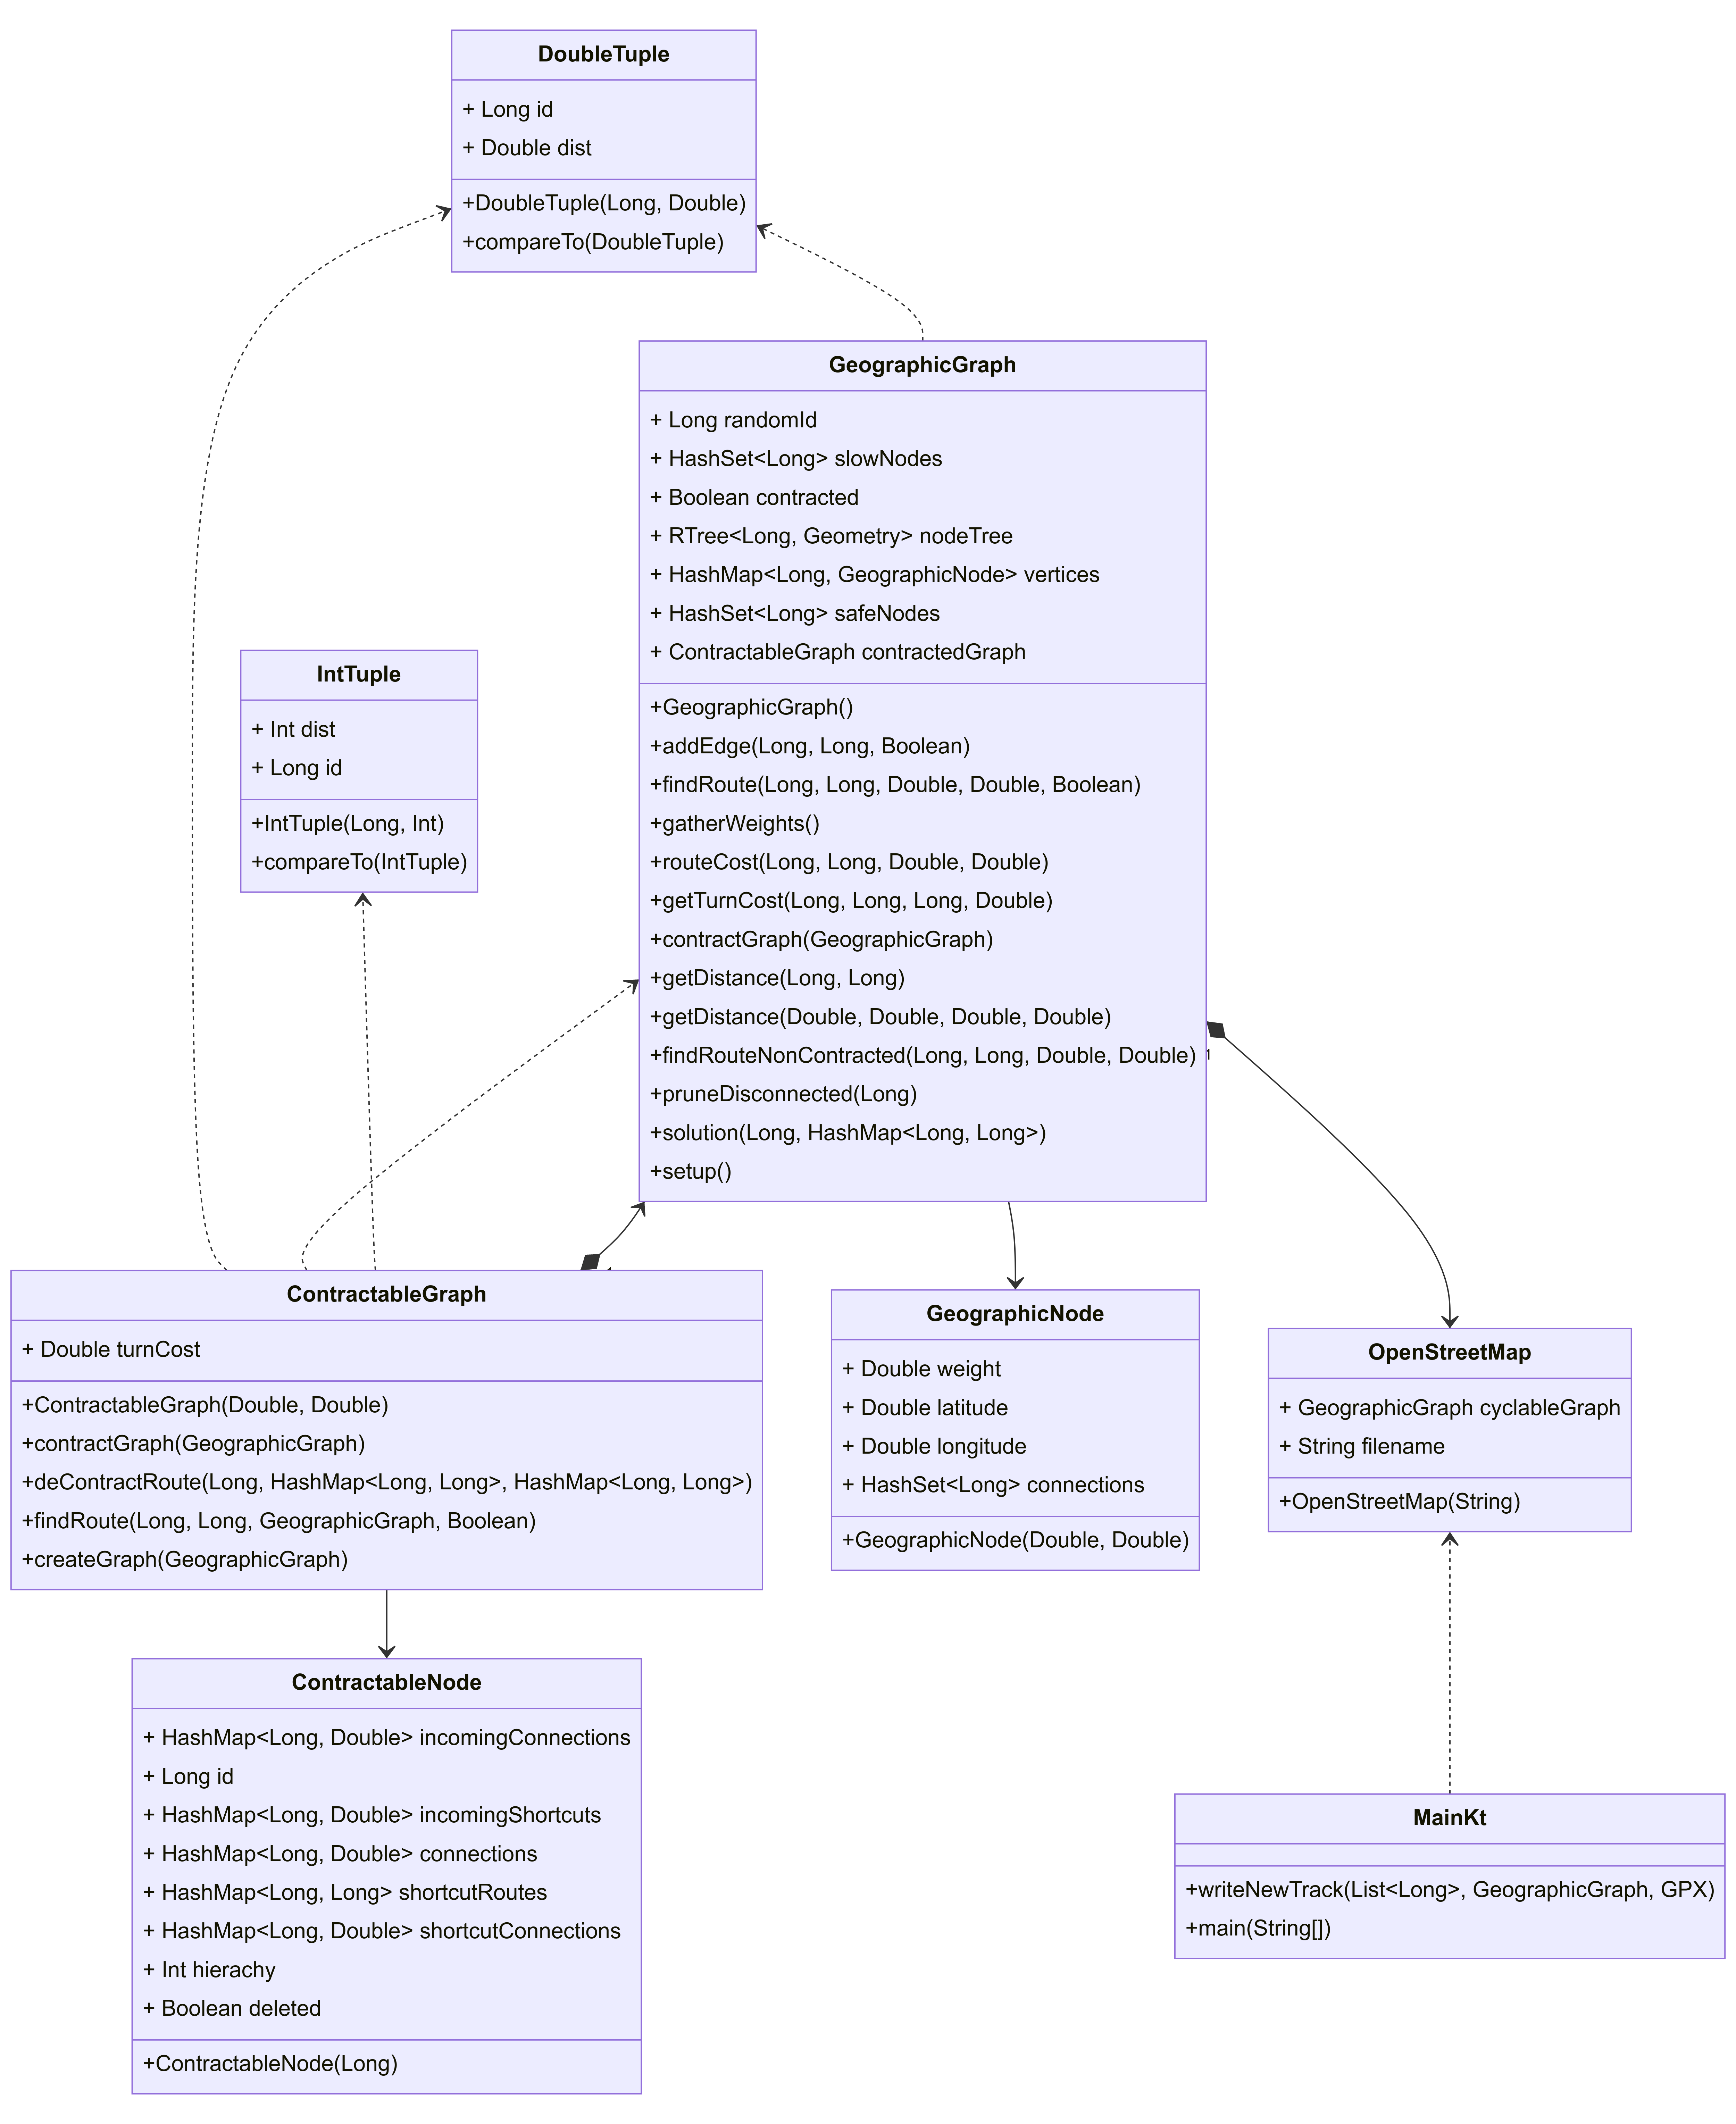 DoubleTuple
+ Long id
+ Double dist
+DoubleTuple(Long, Double)
+compareTo(DoubleTuple)
GeographicGraph
+ Long randomId
+ HashSet<Long> slowNodes
+ Boolean contracted
+ RTree<Long, Geometry> nodeTree
+ HashMap<Long, GeographicNode> vertices
+ HashSet<Long> safeNodes
+ ContractableGraph contractedGraph
+GeographicGraph()
+addEdge(Long, Long, Boolean)
+findRoute(Long, Long, Double, Double, Boolean)
+gatherWeights()
+routeCost(Long, Long, Double, Double)
+getTurnCost(Long, Long, Long, Double)
+contractGraph(GeographicGraph)
+getDistance(Long, Long)
+getDistance(Double, Double, Double, Double)
+findRouteNonContracted(Long, Long, Double, Double)
+pruneDisconnected(Long)
+solution(Long, HashMap<Long, Long>)
+setup()
1
IntTuple
+ Int dist
+ Long id
+IntTuple(Long, Int)
+compareTo(IntTuple)
ContractableGraph
+ Double turnCost
+ContractableGraph(Double, Double)
+contractGraph(GeographicGraph)
+deContractRoute(Long, HashMap<Long, Long>, HashMap<Long, Long>)
+findRoute(Long, Long, GeographicGraph, Boolean)
+createGraph(GeographicGraph)
GeographicNode
+ Double weight
+ Double latitude
+ Double longitude
+ HashSet<Long> connections
+GeographicNode(Double, Double)
OpenStreetMap
+ GeographicGraph cyclableGraph
+ String filename
+OpenStreetMap(String)
ContractableNode
+ HashMap<Long, Double> incomingConnections
+ Long id
+ HashMap<Long, Double> incomingShortcuts
+ HashMap<Long, Double> connections
+ HashMap<Long, Long> shortcutRoutes
+ HashMap<Long, Double> shortcutConnections
+ Int hierachy
+ Boolean deleted
+ContractableNode(Long)
MainKt
+writeNewTrack(List<Long>, GeographicGraph, GPX)
+main(String[])